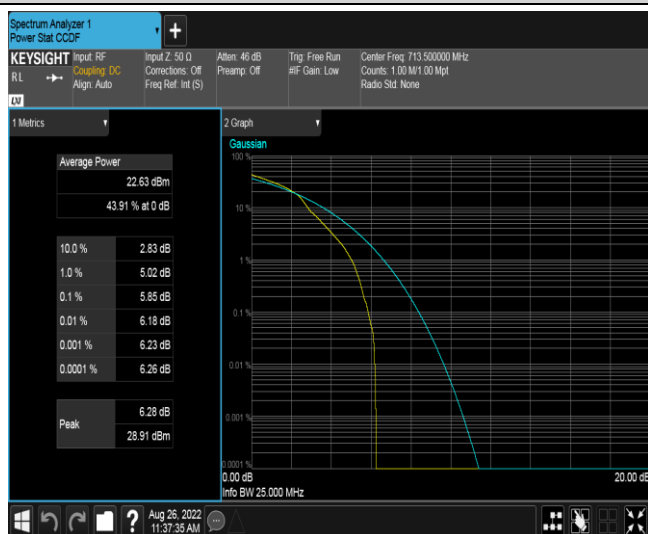 Spectrum Analyzer 1
Power Stat CCDF
KEYSIGHT
RL
LXI
Input: RF
Coupling: DC
Align: Auto
Input Z: 50 Ω
Corrections: Off
Freq Ref: Int (S)
Atten: 46 dB
Preamp: Off
Trig: Free Run
#IF Gain: Low
Center Freq: 713.500000 MHz
Counts: 1.00 M/1.00 Mpt
Radio Std: None
1 Metrics
Average Power
22.63 dBm
43.91 % at 0 dB
10.0 % 2.83 dB
1.0 % 5.02 dB
0.1 % 5.85 dB
0.01 % 6.18 dB
0.001 % 6.23 dB
0.0001 % 6.26 dB
Peak
6.28 dB
28.91 dBm
2 Graph
Gaussian
100 %
10 %
1 %
0.1 %
0.01 %
0.001 %
0.0001 %
0.00 dB 20.00 dB
Info BW 25.000 MHz
Aug 26, 2022
11:37:35 AM